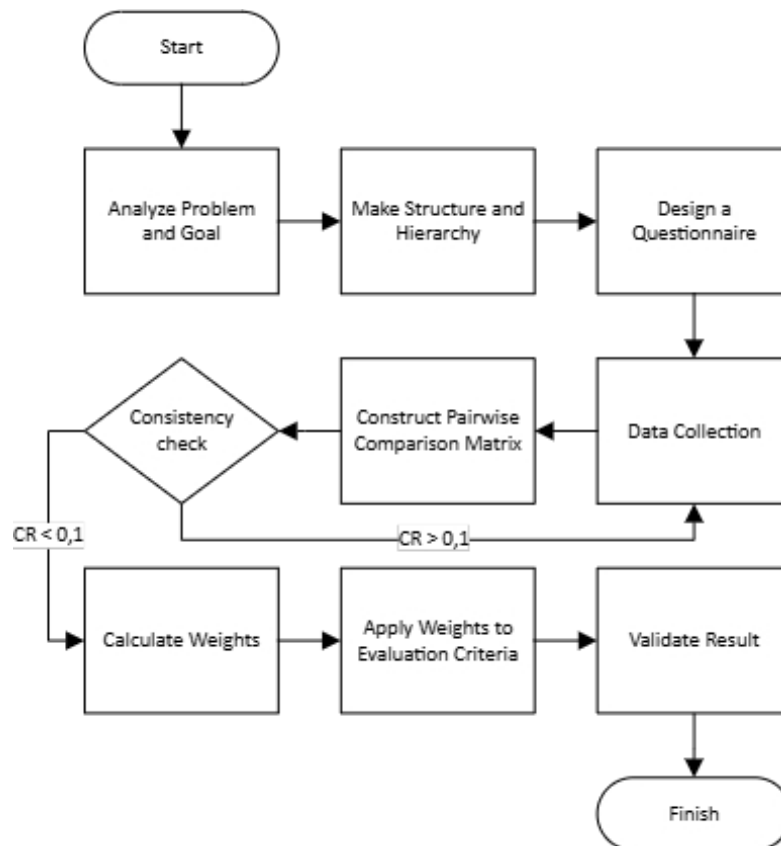 Start
Analyze Problem
and Goal
Make Structure and
Hierarchy
Design a
Questionnaire
Data Collection
Construct Pairwise
Comparison Matrix
Consistency
check
CR > 0,1
CR < 0,1
Calculate Weights
Apply Weights to
Evaluation Criteria
Validate Result
Finish